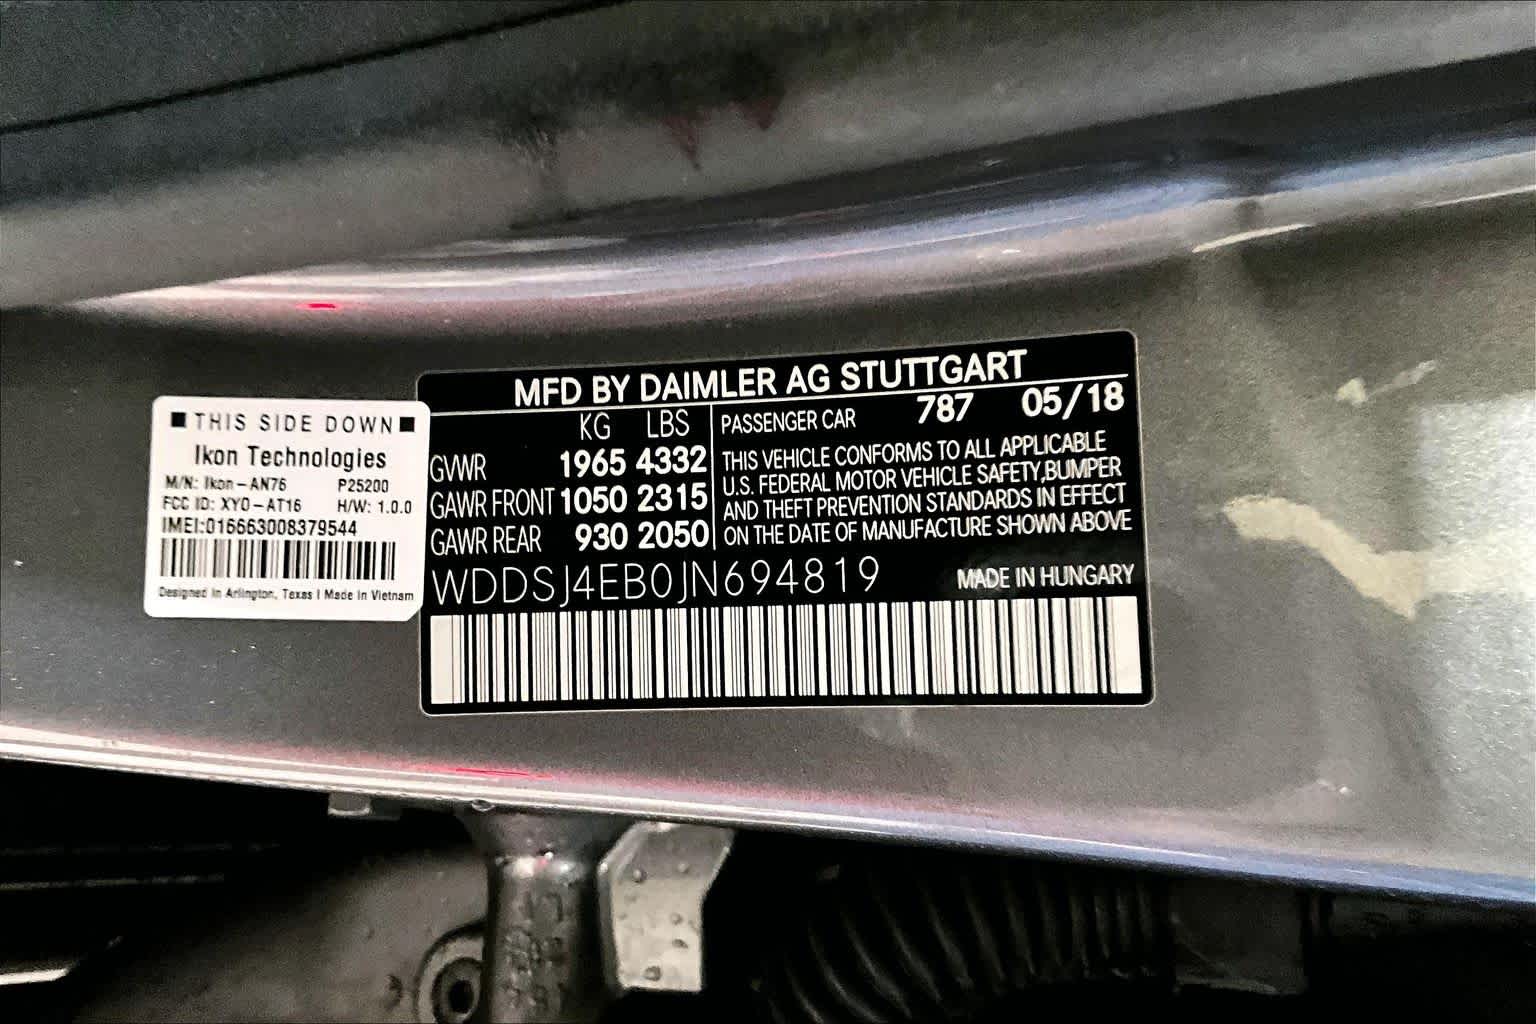 ■ THIS SIDE DOWN ■
Ikon Technologies
M/N: Ikon-AN76 P25200
FCC ID: XYO-AT16 H/W: 1.0.0
IMEI:016663008379544
Designed in Arlington, Texas | Made in Vietnam
MFD BY DAIMLER AG STUTTGART
KG LBS
GVWR 1965 4332
GAWR FRONT 1050 2315
GAWR REAR 930 2050
PASSENGER CAR 787 05/18
THIS VEHICLE CONFORMS TO ALL APPLICABLE
U.S. FEDERAL MOTOR VEHICLE SAFETY,BUMPER
AND THEFT PREVENTION STANDARDS IN EFFECT
ON THE DATE OF MANUFACTURE SHOWN ABOVE
WDDSJ4EB0JN694819 MADE IN HUNGARY